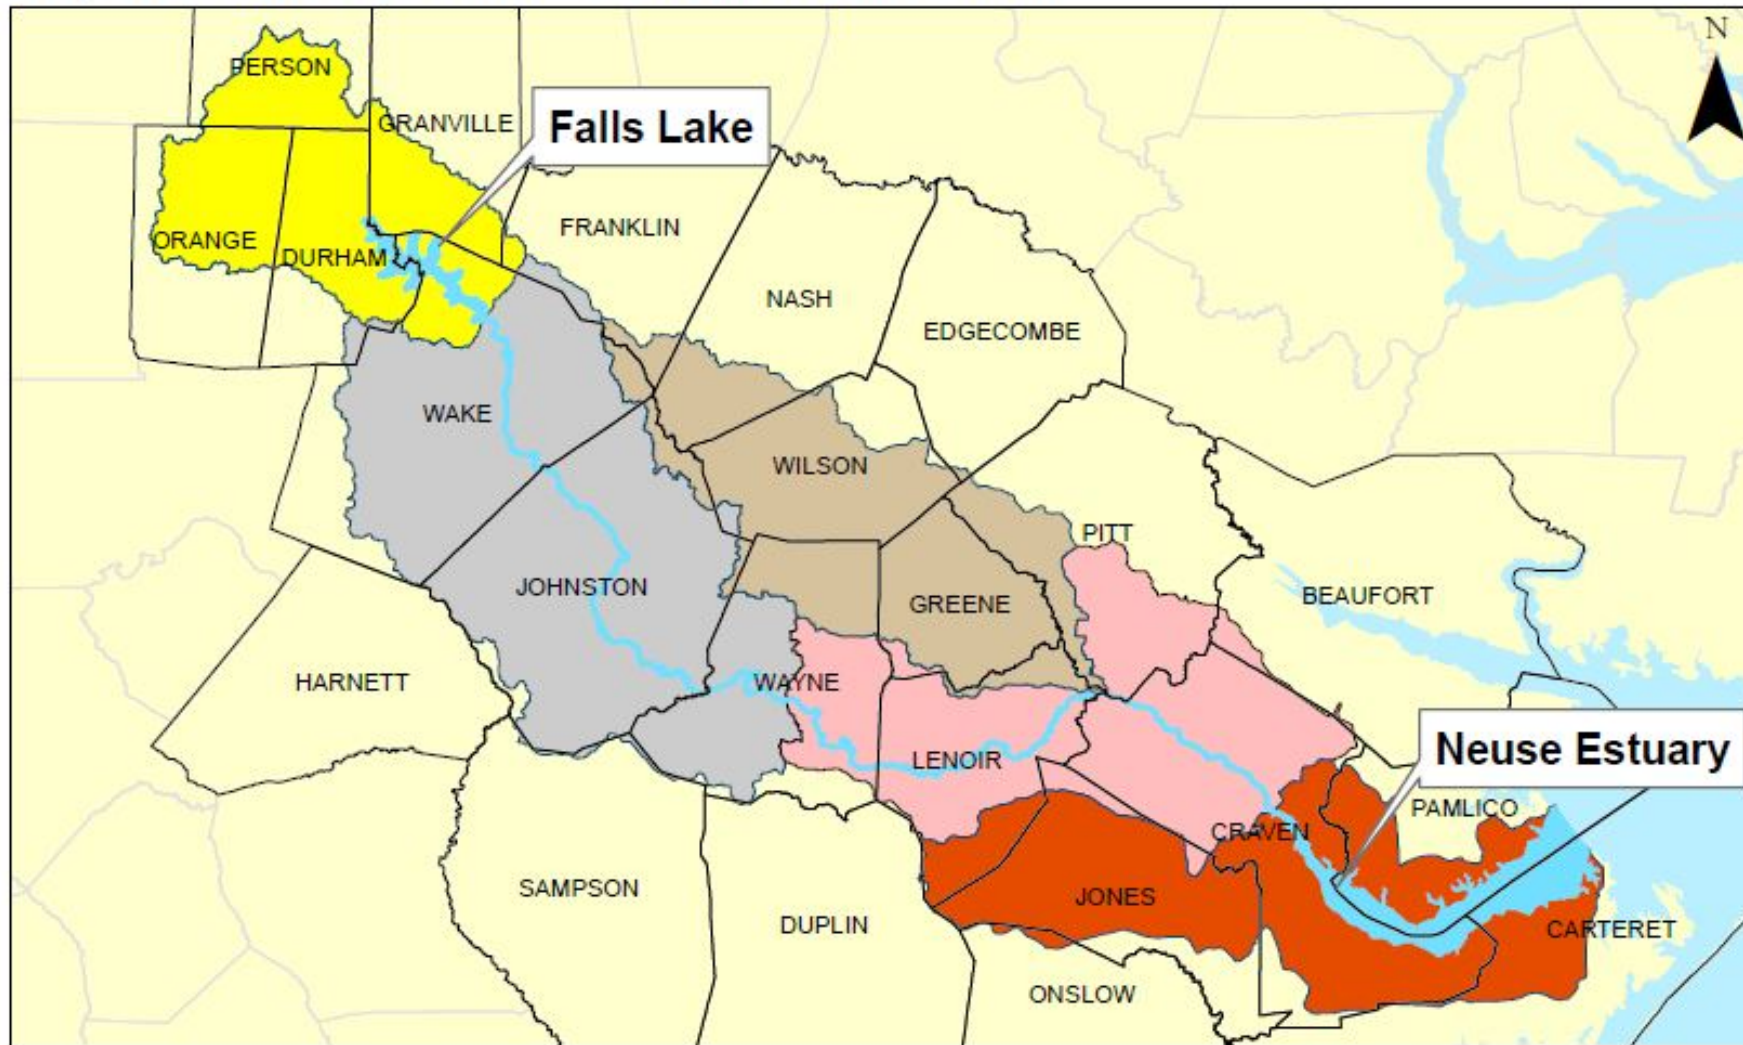 N
PERSON
GRANVILLE
Falls Lake
FRANKLIN
ORANGE
DURHAM
NASH
EDGECOMBE
WAKE
WILSON
PITT
JOHNSTON
GREENE
BEAUFORT
HARNETT
WAYNE
LENOIR
Neuse Estuary
PAMLICO
CRAVEN
SAMPSON
JONES
DUPLIN
CARTERET
ONSLOW